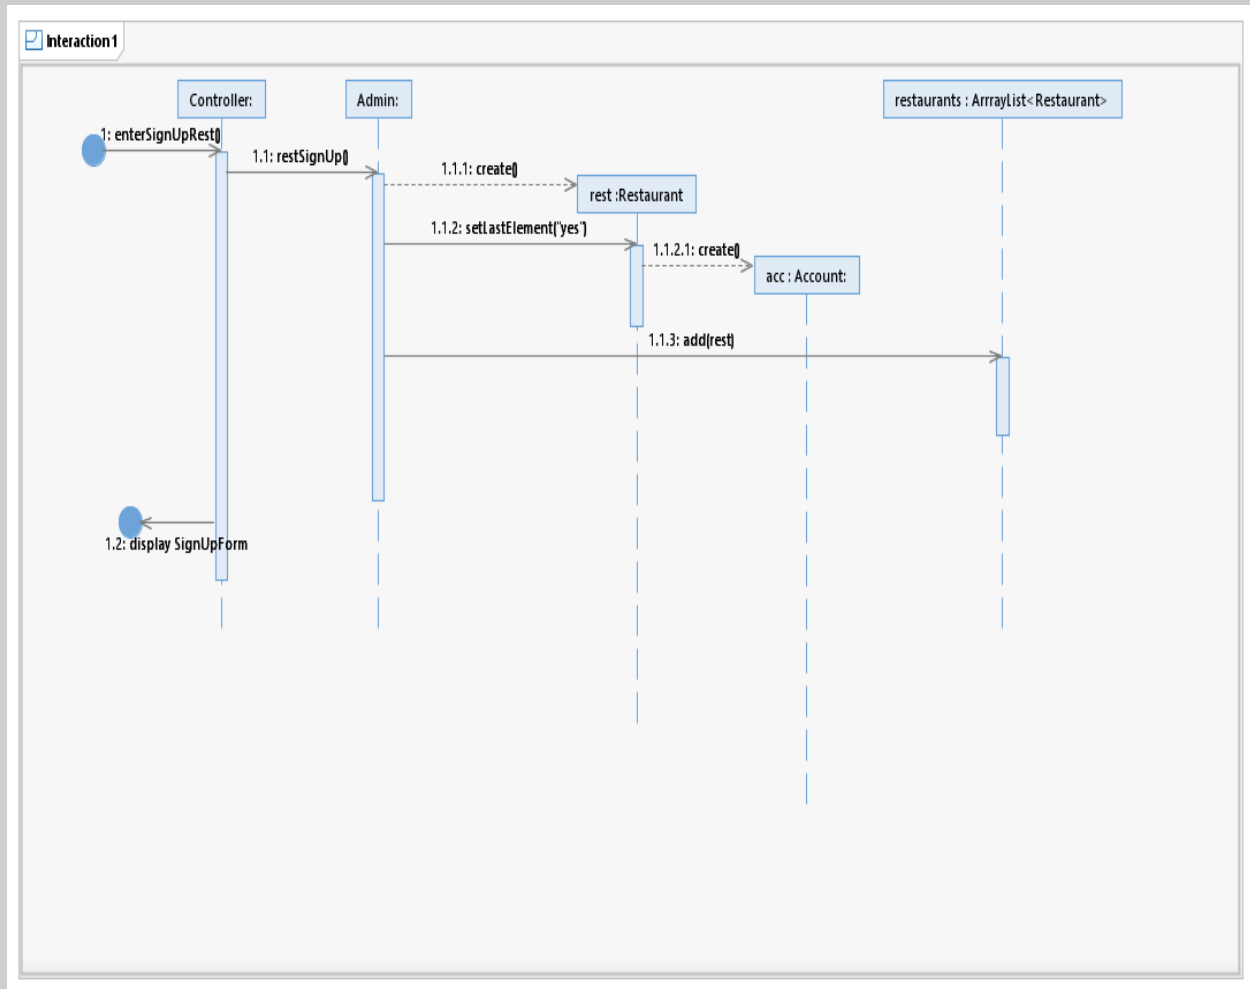 Interaction1
Controller:
Admin:
restaurants : ArrrayList<Restaurant>
1: enterSignUpRest()
1.1: restSignUp()
1.1.1: create()
rest :Restaurant
1.1.2: setLastElement("yes")
1.1.2.1: create()
acc : Account:
1.1.3: add(rest)
1.2: display SignUpForm